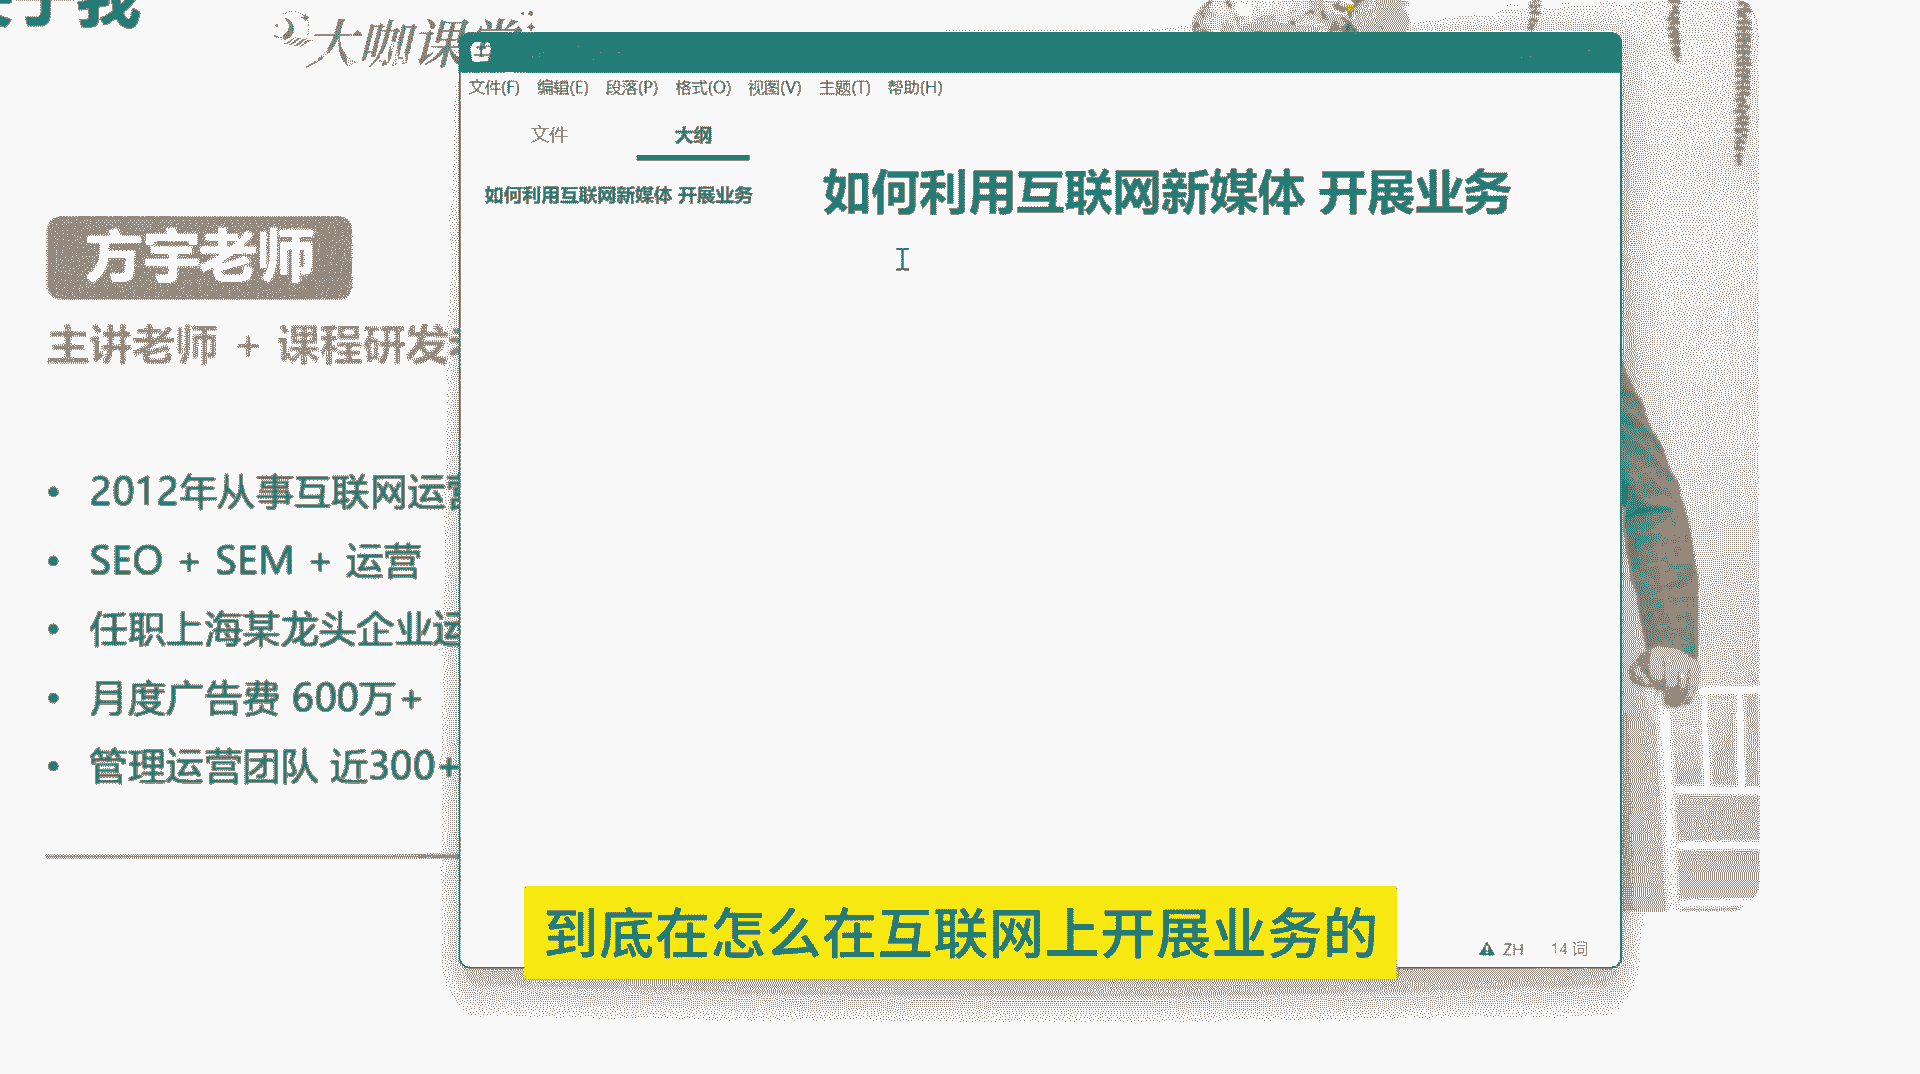 我
大咖课堂
文件(F) 编辑(E) 段落(P) 格式(O) 视图(V) 主题(T) 帮助(H)
文件 大纲
如何利用互联网新媒体 开展业务
如何利用互联网新媒体 开展业务
方宇老师
主讲老师 + 课程研发
• 2012年从事互联网运营
• SEO + SEM + 运营
• 任职上海某龙头企业运
• 月度广告费 600万+
• 管理运营团队 近300+
到底在怎么在互联网上开展业务的
ZH 14 词